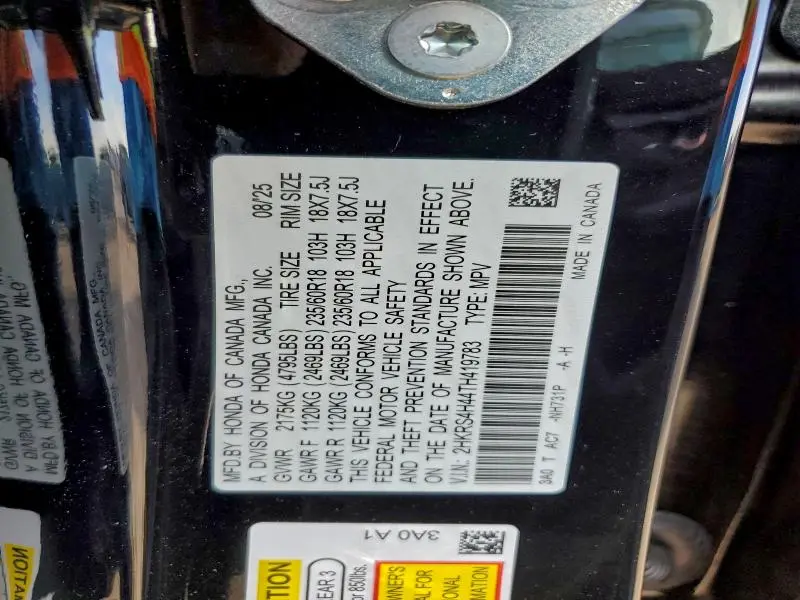 MFD.BY HONDA OF CANADA MFG.,
A DIVISION OF HONDA CANADA INC. 08/25
GVWR 2175KG (4795LBS) TIRE SIZE RIM SIZE
GAWR F 1120KG (2469LBS) 235/60R18 103H 18X7.5J
GAWR R 1120KG (2469LBS) 235/60R18 103H 18X7.5J
THIS VEHICLE CONFORMS TO ALL APPLICABLE
FEDERAL MOTOR VEHICLE SAFETY
AND THEFT PREVENTION STANDARDS IN EFFECT
ON THE DATE OF MANUFACTURE SHOWN ABOVE.
V.I.N.: 2HKRS4H44TH419783 TYPE: MPV
3A0 T AC7 -NH731P -A -H
MADE IN CANADA
3A0 A1